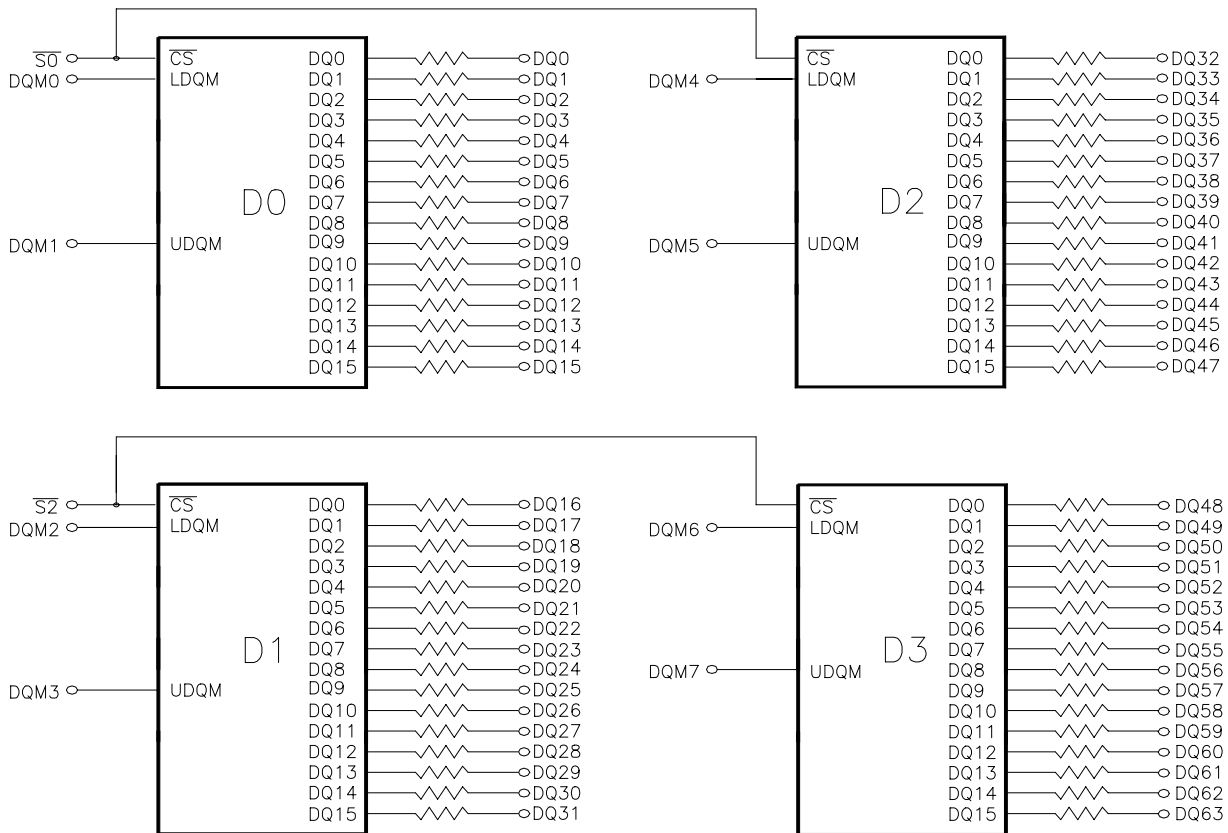 S0 CS DQ0 DQ0 CS DQ0 DQ32
DQM0 LDQM DQ1 DQ1 DQM4 LDQM DQ1 DQ33
DQ2 DQ2 DQ2 DQ34
DQ3 DQ3 DQ3 DQ35
DQ4 DQ4 DQ4 DQ36
DQ5 DQ5 DQ5 DQ37
DQ6 DQ6 DQ6 DQ38
D0 DQ7 DQ7 D2 DQ7 DQ39
DQ8 DQ8 DQ8 DQ40
DQM1 UDQM DQ9 DQ9 DQM5 UDQM DQ9 DQ41
DQ10 DQ10 DQ10 DQ42
DQ11 DQ11 DQ11 DQ43
DQ12 DQ12 DQ12 DQ44
DQ13 DQ13 DQ13 DQ45
DQ14 DQ14 DQ14 DQ46
DQ15 DQ15 DQ15 DQ47
S2 CS DQ0 DQ16 CS DQ0 DQ48
DQM2 LDQM DQ1 DQ17 DQM6 LDQM DQ1 DQ49
DQ2 DQ18 DQ2 DQ50
DQ3 DQ19 DQ3 DQ51
DQ4 DQ20 DQ4 DQ52
DQ5 DQ21 DQ5 DQ53
DQ6 DQ22 DQ6 DQ54
D1 DQ7 DQ23 D3 DQ7 DQ55
DQ8 DQ24 DQM7 UDQM DQ8 DQ56
DQM3 UDQM DQ9 DQ25 DQ9 DQ57
DQ10 DQ26 DQ10 DQ58
DQ11 DQ27 DQ11 DQ59
DQ12 DQ28 DQ12 DQ60
DQ13 DQ29 DQ13 DQ61
DQ14 DQ30 DQ14 DQ62
DQ15 DQ31 DQ15 DQ63